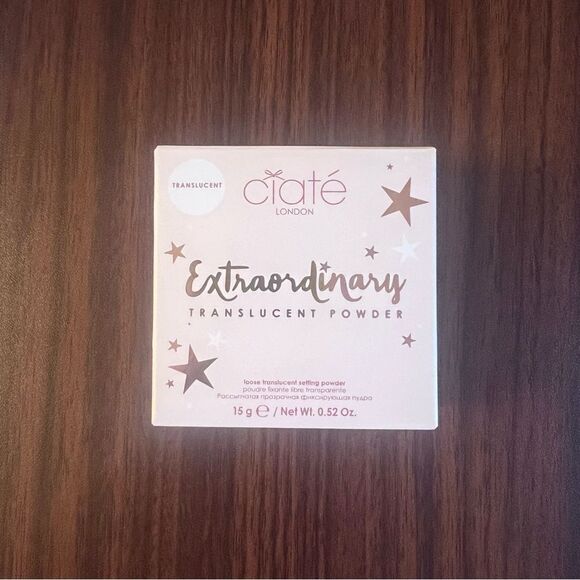 TRANSLUCENT
ciaté
LONDON
Extraordinary
TRANSLUCENT POWDER
loose translucent setting powder
poudre fixante libre transparente
Рассыпчатая прозрачная фиксирующая пудра
15 g ℮ / Net Wt. 0.52 Oz.